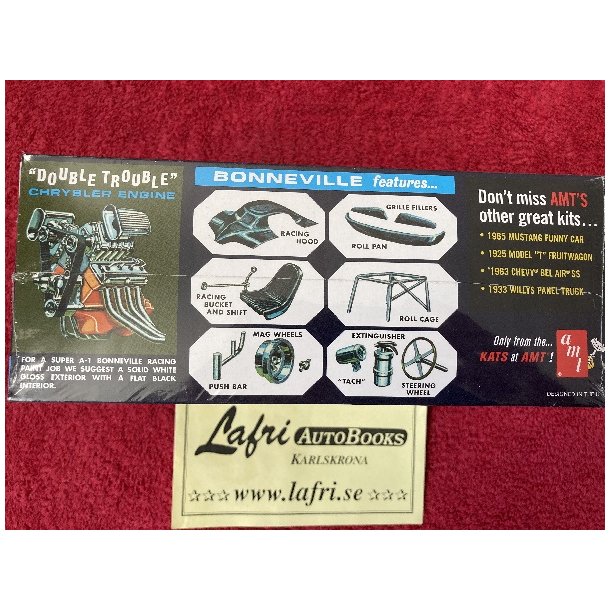 "DOUBLE TROUBLE"
CHRYSLER ENGINE
FOR A SUPER A-1 BONNEVILLE RACING
PAINT JOB WE SUGGEST A SOLID WHITE
GLOSS EXTERIOR WITH A FLAT BLACK
INTERIOR.
BONNEVILLE features...
RACING
HOOD
GRILLE FILLERS
ROLL PAN
RACING
BUCKET
AND SHIFT
ROLL CAGE
MAG WHEELS
PUSH BAR
EXTINGUISHER
"TACH"
STEERING
WHEEL
Don't miss AMT'S
other great kits...
• 1965 MUSTANG FUNNY CAR
• 1925 MODEL "T" FRUITWAGON
• '1963 CHEVY® BEL AIR® SS
• 1933 WILLYS PANEL TRUCK
Only from the...
KATS at AMT'!
amt
DESIGNED IN THE U
Lafri AUTOBOOKS
KARLSKRONA
☆☆☆ www.lafri.se ☆☆☆